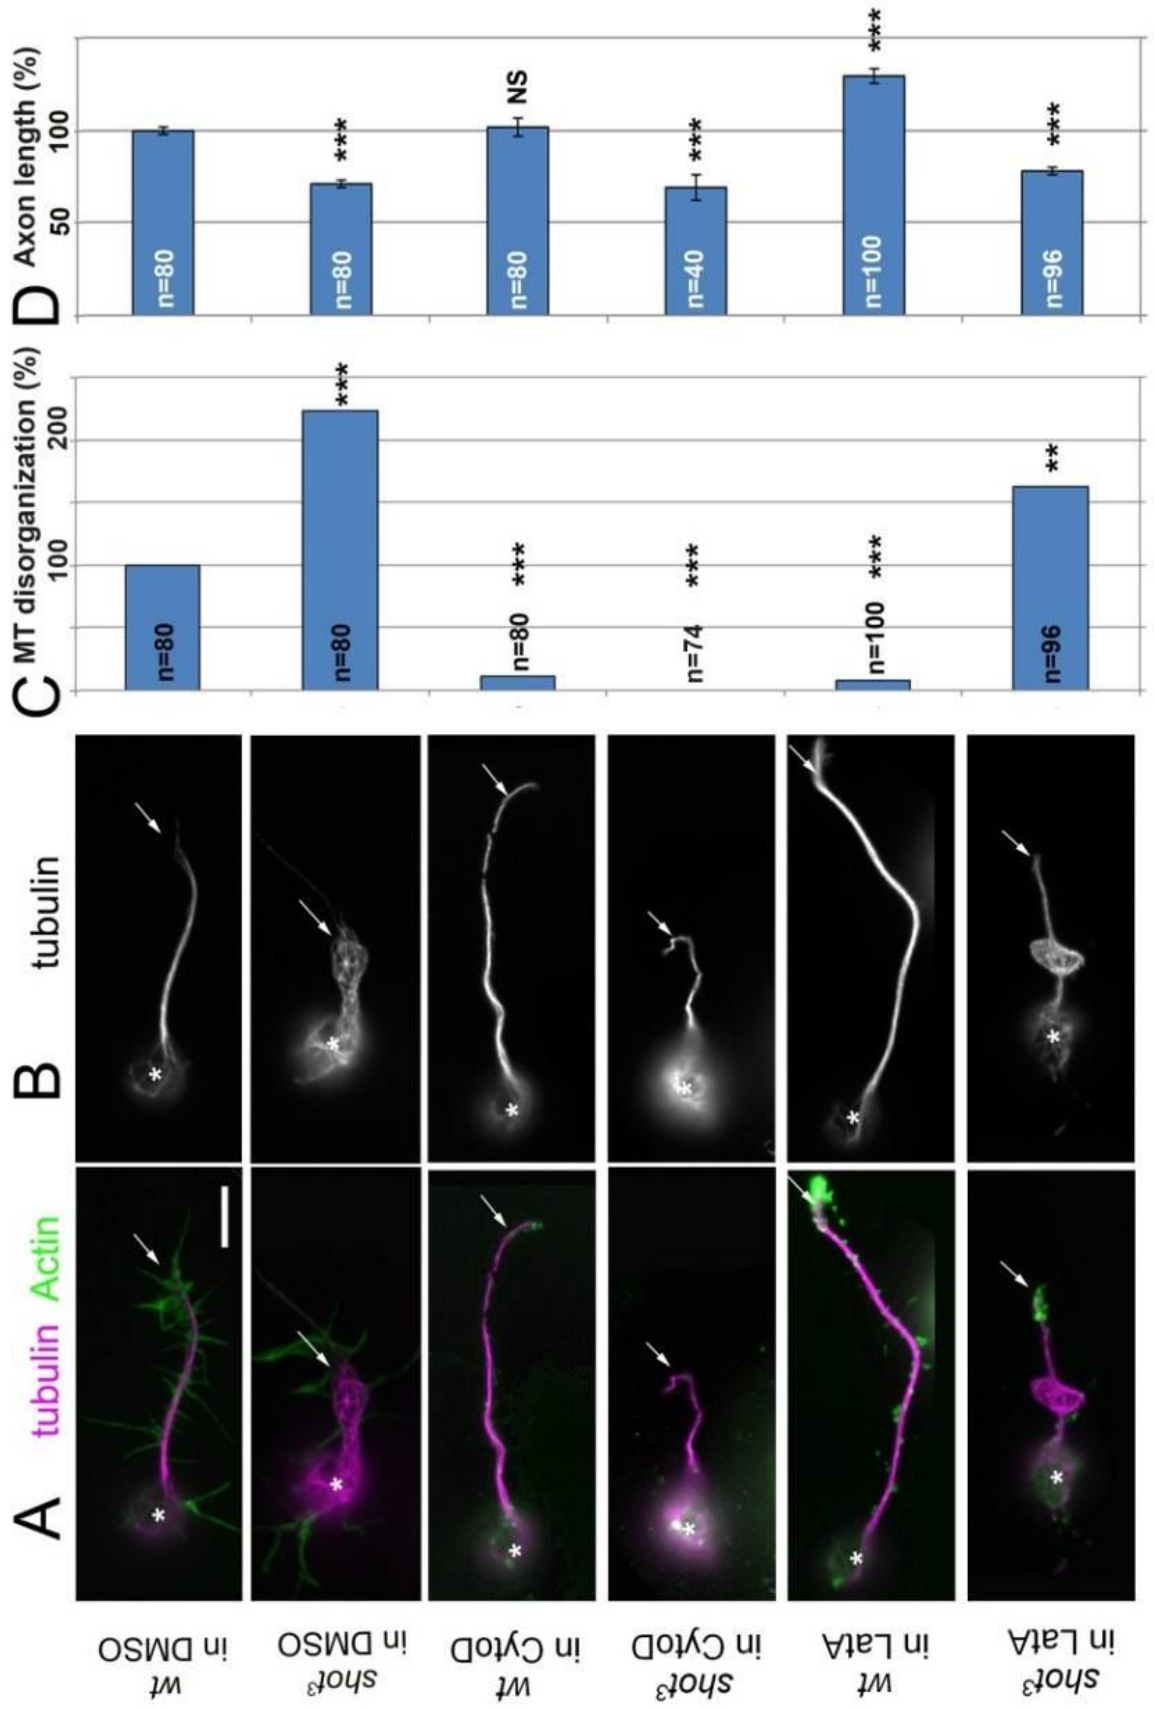 A tubulin Actin
B tubulin
C MT disorganization (%)
100 200
D Axon length (%)
50 100
wt
in DMSO
n=80
n=80
shot³
in DMSO
n=80 ***
n=80 ***
wt
in CytoD
n=80 ***
n=80 NS
shot³
in CytoD
n=74 ***
n=40 ***
wt
in LatA
n=100 ***
n=100 ***
shot³
in LatA
n=96 **
n=96 ***